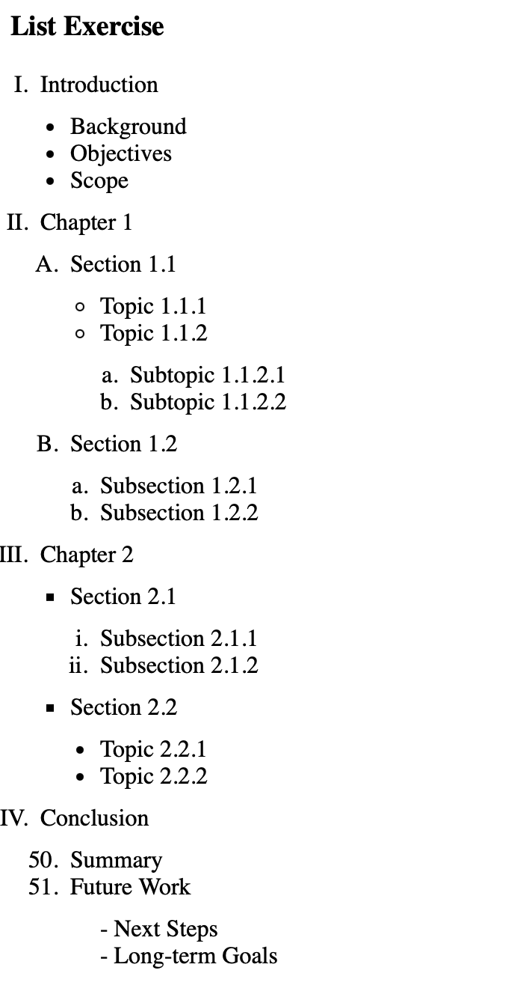 List Exercise
I. Introduction
• Background
• Objectives
• Scope
II. Chapter 1
A. Section 1.1
○ Topic 1.1.1
○ Topic 1.1.2
a. Subtopic 1.1.2.1
b. Subtopic 1.1.2.2
B. Section 1.2
a. Subsection 1.2.1
b. Subsection 1.2.2
III. Chapter 2
▪ Section 2.1
i. Subsection 2.1.1
ii. Subsection 2.1.2
▪ Section 2.2
• Topic 2.2.1
• Topic 2.2.2
IV. Conclusion
50. Summary
51. Future Work
- Next Steps
- Long-term Goals